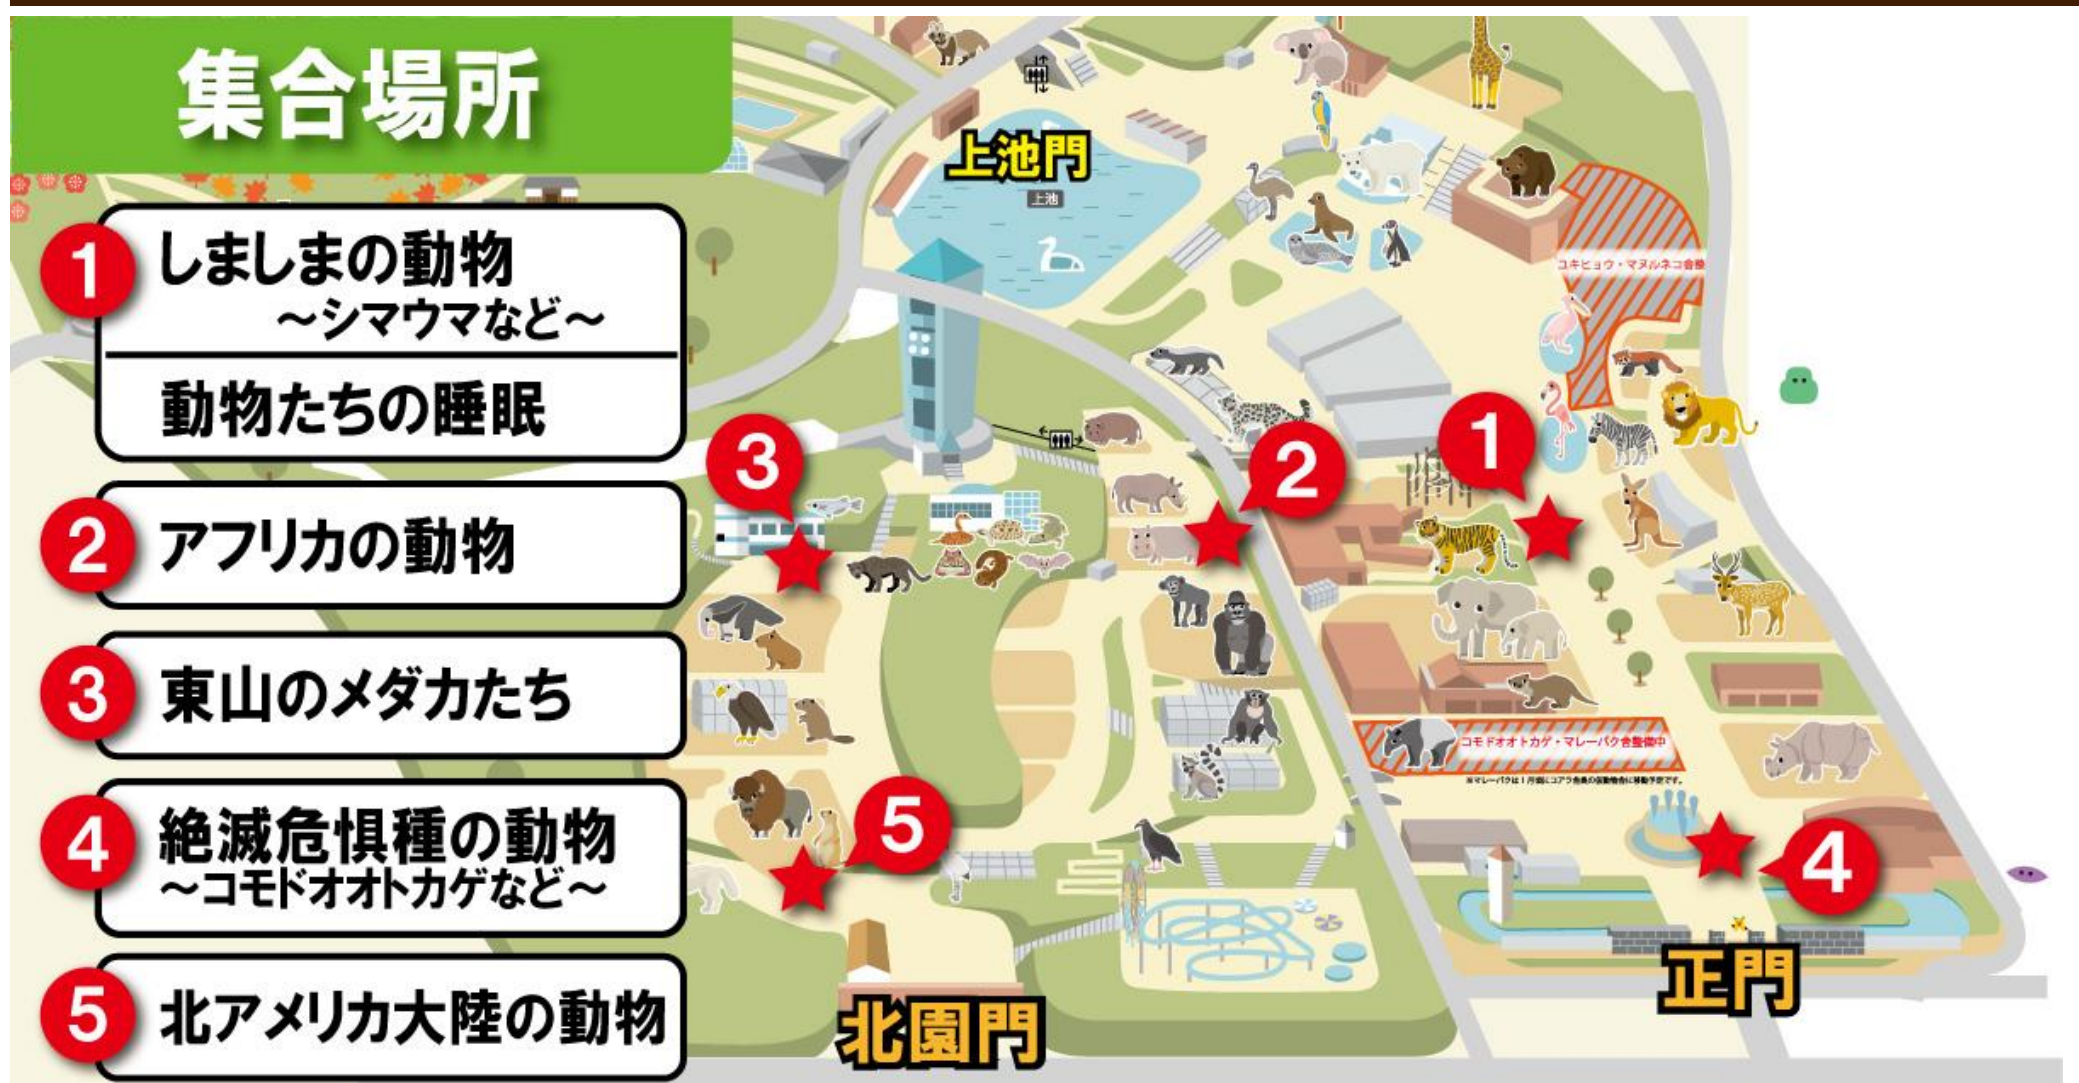 集合場所
1
しましまの動物
～シマウマなど～
動物たちの睡眠
2
アフリカの動物
3
東山のメダカたち
4
絶滅危惧種の動物
～コモドオオトカゲなど～
5
北アメリカ大陸の動物
上池門
上池
ユキヒョウ・マヌルネコ舎整
1
2
3
コモドオオトカゲ・マレーバク舎整備中
5
4
正門
北園門